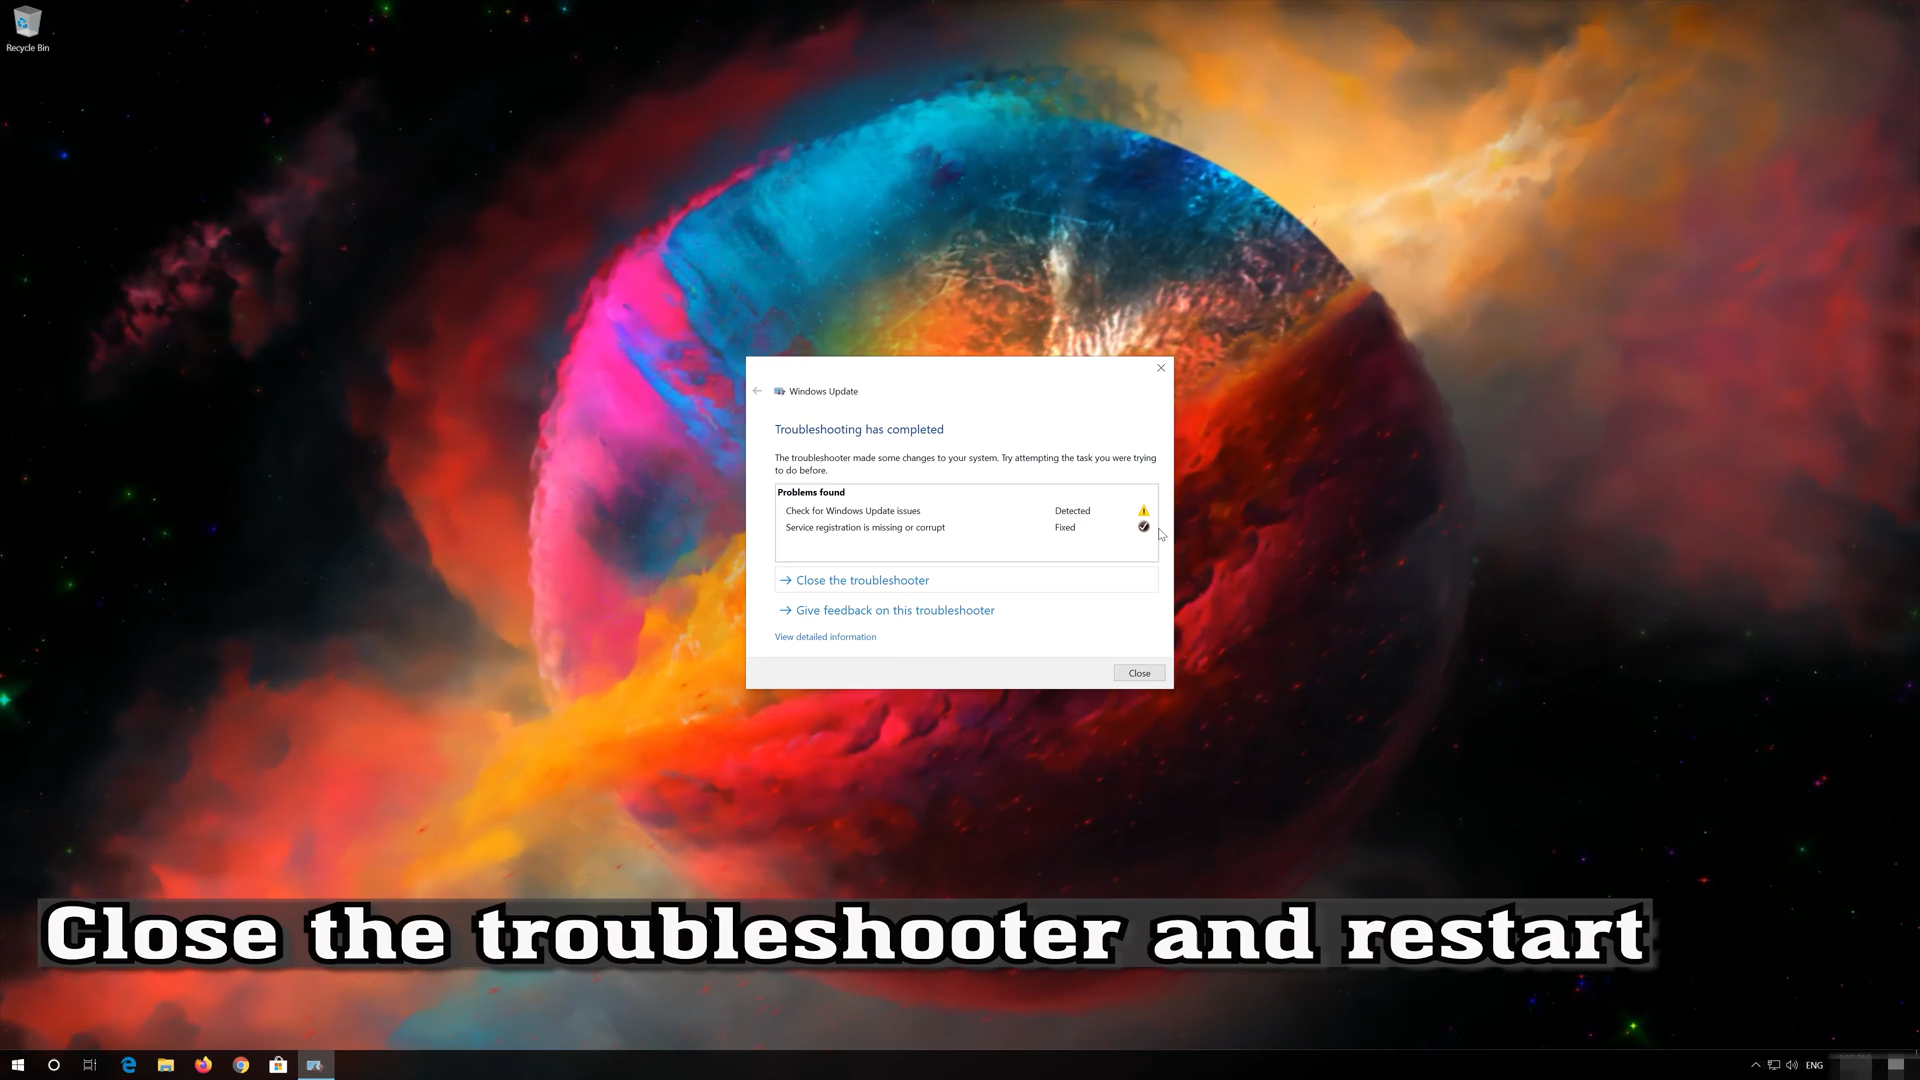 Recycle Bin
Windows Update
Troubleshooting has completed
The troubleshooter made some changes to your system. Try attempting the task you were trying
to do before.
Problems found
Check for Windows Update issues Detected
Service registration is missing or corrupt Fixed
Close the troubleshooter
Give feedback on this troubleshooter
View detailed information
Close
Close the troubleshooter and restart
ENG